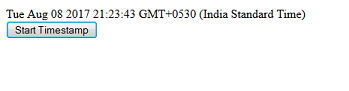 Tue Aug 08 2017 21:23:43 GMT+0530 (India Standard Time)
Start Timestamp